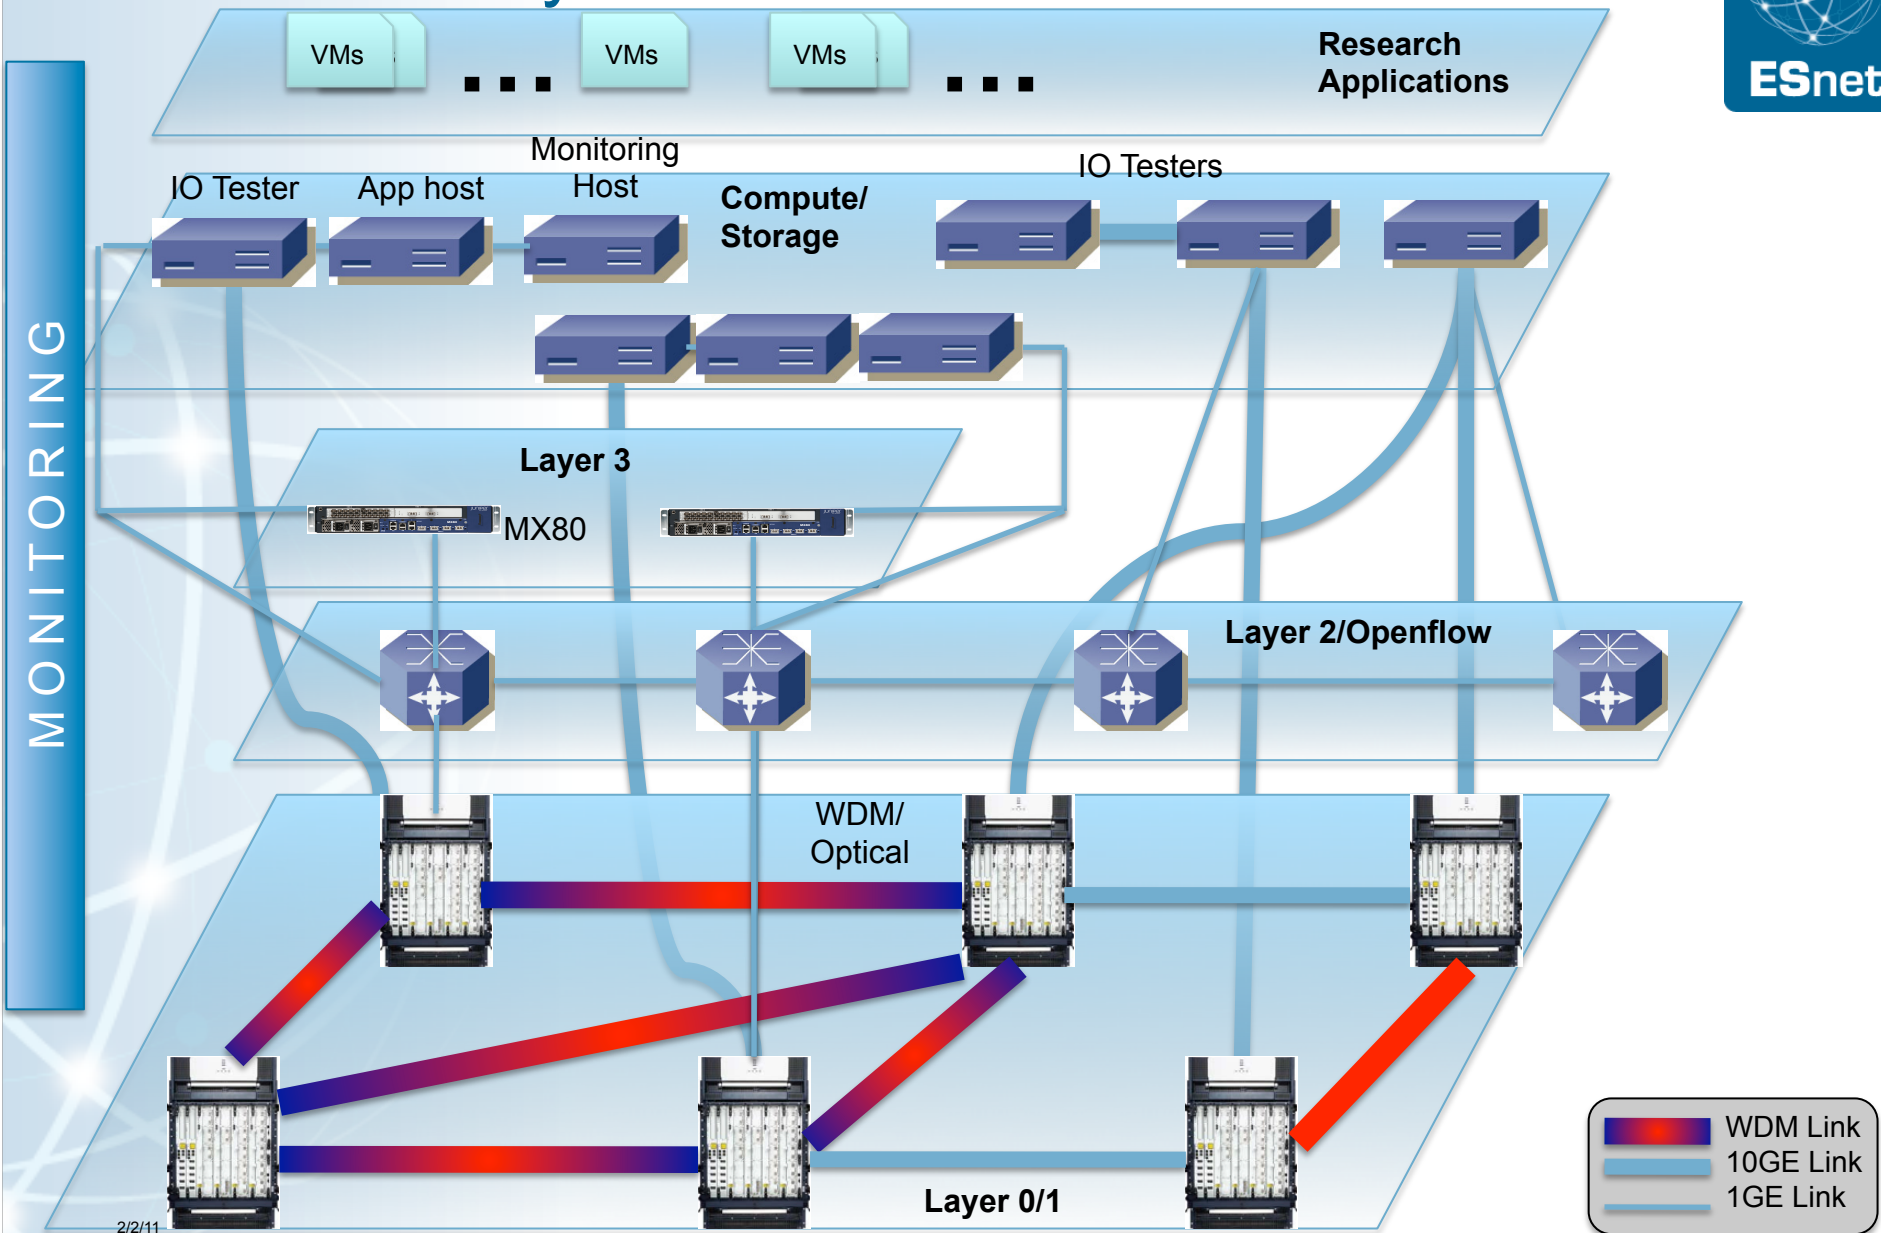 VMs
VMs
VMs
Research
Applications
ESnet
MONITORING
IO Tester
App host
Monitoring
Host
Compute/
Storage
IO Testers
Layer 3
MX80
Layer 2/Openflow
WDM/
Optical
Layer 0/1
WDM Link
10GE Link
1GE Link
2/2/11